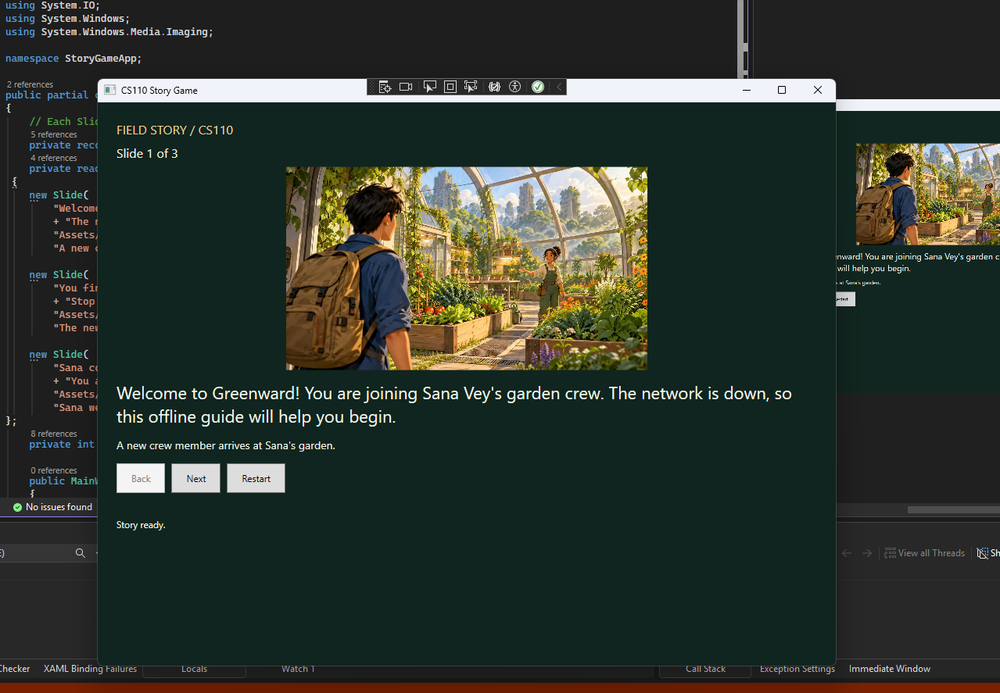 using System.IO;
using System.Windows;
using System.Windows.Media.Imaging;
namespace StoryGameApp;
2 references
public partial
{
// Each Slid
5 references
private reco
4 references
private read
{
new Slide(
"Welcome
+ "The n
"Assets/
"A new c
new Slide(
"You fin
+ "Stop
"Assets/
"The new
new Slide(
"Sana co
+ "You a
"Assets/
"Sana we
};
8 references
private int
0 references
public MainW
{
No issues found
CS110 Story Game
FIELD STORY / CS110
Slide 1 of 3
Welcome to Greenward! You are joining Sana Vey's garden crew. The network is down, so
this offline guide will help you begin.
A new crew member arrives at Sana's garden.
Back
Next
Restart
Story ready.
nward! You are joining Sana Vey's garden c
will help you begin.
at Sana's garden.
View all Threads
Sh
Checker
XAML Binding Failures
Locals
Watch 1
Call Stack
Exception Settings
Immediate Window